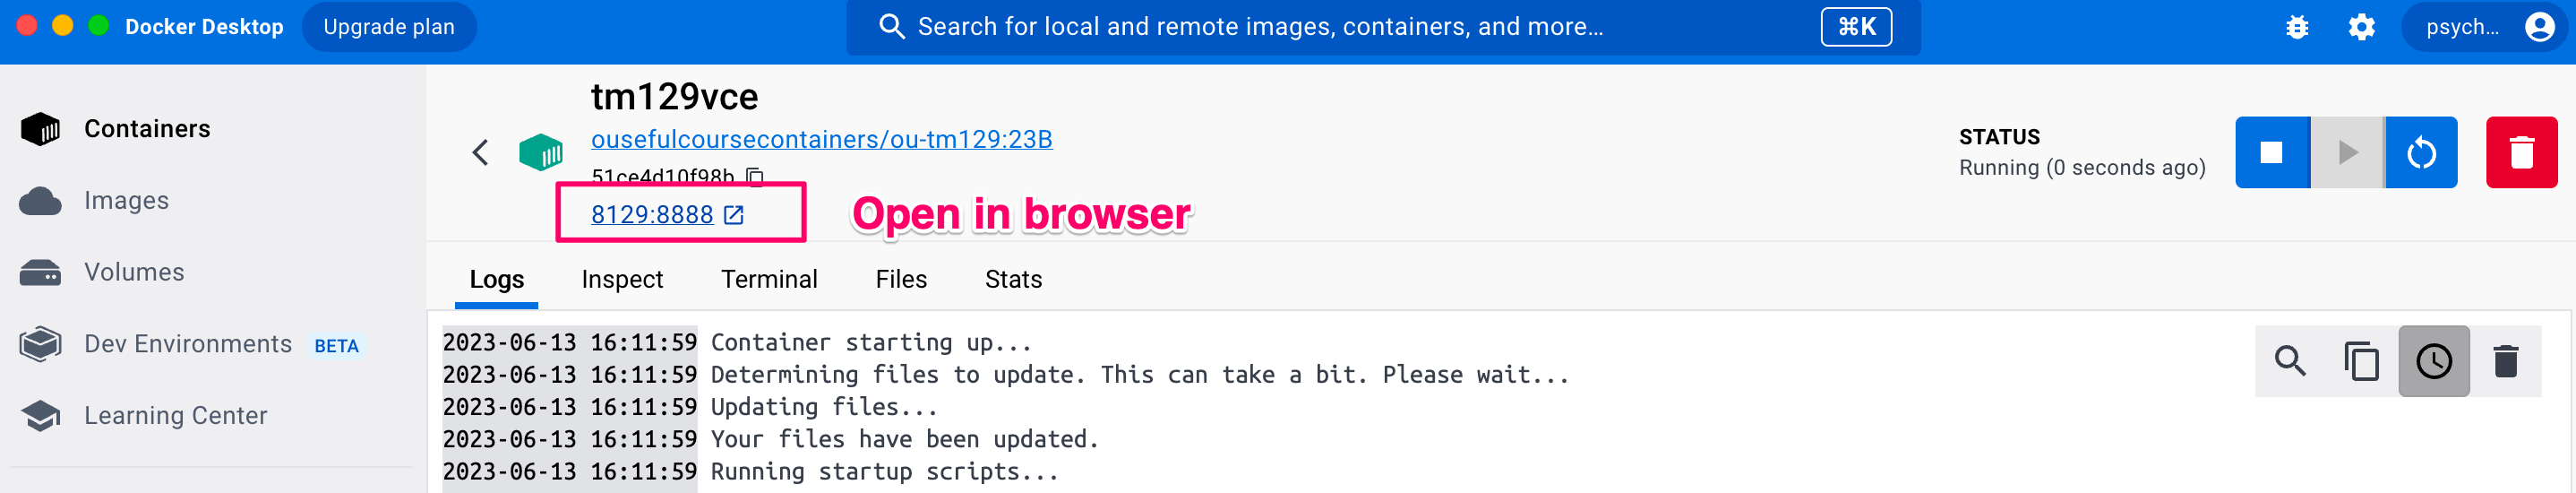 Docker Desktop
Upgrade plan
Search for local and remote images, containers, and more...
⌘K
psych...
Containers
Images
Volumes
Dev Environments BETA
Learning Center
tm129vce
ousefulcoursecontainers/ou-tm129:23B
51ce4d10f98b
8129:8888
Open in browser
STATUS
Running (0 seconds ago)
Logs Inspect Terminal Files Stats
2023-06-13 16:11:59 Container starting up...
2023-06-13 16:11:59 Determining files to update. This can take a bit. Please wait...
2023-06-13 16:11:59 Updating files...
2023-06-13 16:11:59 Your files have been updated.
2023-06-13 16:11:59 Running startup scripts...